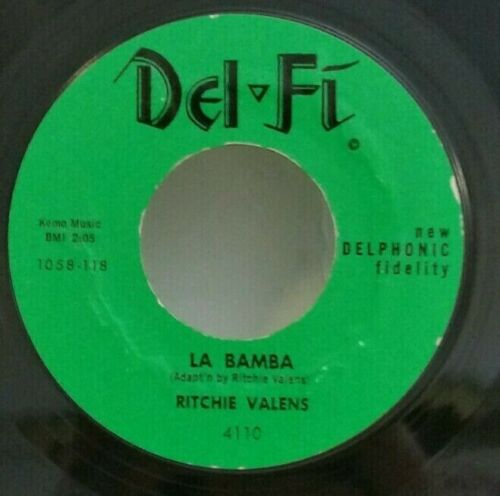 Del-Fi
Kemo Music
BMI 2:05
1058-118
new
DELPHONIC
fidelity
LA BAMBA
(Adapt'n by Ritchie Valens)
RITCHIE VALENS
4110